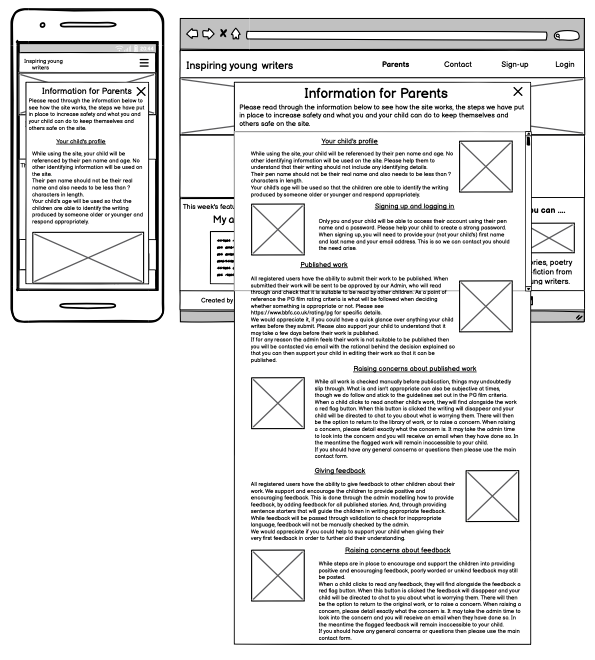 Inspiring young
writers
Information for Parents
Please read through the information below to
see how the site works, the steps we have put
in place to increase safety and what you and
your child can do to keep themselves and
others safe on the site.
Your child's profile
While using the site, your child will be
referenced by their pen name and age. No
other identifying information will be used on
the site.
Their pen name should not be their real
name and also needs to be less than ?
characters in length.
Your child's age will be used so that the
children are able to identify the writing
produced by someone older or younger and
respond appropriately.
Inspiring young writers
Parents
Contact
Sign-up
Login
Information for Parents
Please read through the information below to see how the site works, the steps we have put
in place to increase safety and what you and your child can do to keep themselves and
others safe on the site.
Your child's profile
While using the site, your child will be referenced by their pen name and age. No
other identifying information will be used on the site. Please help them to
understand that their writing should not include any identifying details.
Their pen name should not be their real name and also needs to be less than ?
characters in length.
Your child's age will be used so that the children are able to identify the writing
produced by someone older or younger and respond appropriately.
Signing up and logging in
Only you and your child will be able to access their account using their pen
name and a password. Please help your child to create a strong password.
When signing up, you will need to provide your (not your child's) first name
and last name and your email address. This is so we can contact you should
the need arise.
Published work
All registered users have the ability to submit their work to be published. When
submitted their work will be sent to be approved by our Admin, who will read
through and check that it is suitable to be read by other children. As a point of
reference the PG film rating criteria is what will be followed when deciding
whether something is appropriate or not. Please see
https://www.bbfc.co.uk/rating/pg for specific details.
We would appreciate it, if you could have a quick glance over anything your child
writes before they submit. Please also support your child to understand that it
may take a few days before their work is published.
If for any reason the admin feels their work is not suitable to be published then
you will be contacted via email with the rational behind the decision explained so
that you can then support your child in editing their work so that it can be
published.
Raising concerns about published work
While all work is checked manually before publication, things may undoubtedly
slip through. What is and isn't appropriate can also be subjective at times,
though we do follow and stick to the guidelines set out in the PG film criteria.
When a child clicks to read another child's work, they will find alongside the work
a red flag button. When this button is clicked the writing will disappear and your
child will be directed to chat to you about what is worrying them. There will then
be the option to return to the library of work, or to raise a concern. When raising
a concern, please detail exactly what the concern is. It may take the admin time
to look into the concern and you will receive an email when they have done so. In
the meantime the flagged work will remain inaccessible to your child.
If you should have any general concerns or questions then please use the main
contact form.
Giving feedback
All registered users have the ability to give feedback to other children about their
work. We support and encourage the children to provide positive and
encouraging feedback. This is done through the admin modelling how to provide
feedback, by adding feedback for all published stories. And, through providing
sentence starters that will guide the children in writing appropriate feedback.
While feedback will be passed through validation to check for inappropriate
language, feedback will not be manually checked by the admin.
We would appreciate if you could help to support your child when giving their
very first feedback in order to further aid their understanding.
Raising concerns about feedback
While steps are in place to encourage and support the children into providing
positive and encouraging feedback, poorly worded or unkind feedback may still
be posted.
When a child clicks to read any feedback, they will find alongside the feedback a
red flag button. When this button is clicked the feedback will disappear and your
child will be directed to chat to you about what is worrying them. There will then
be the option to return to the original work, or to raise a concern. When raising a
concern, please detail exactly what the concern is. It may take the admin time to
look into the concern and you will receive an email when they have done so. In
the meantime the flagged feedback will remain inaccessible to your child.
If you should have any general concerns or questions then please use the main
contact form.
This week's featu
My a
Created by
ou can ....
ries, poetry
fiction from
ung writers.